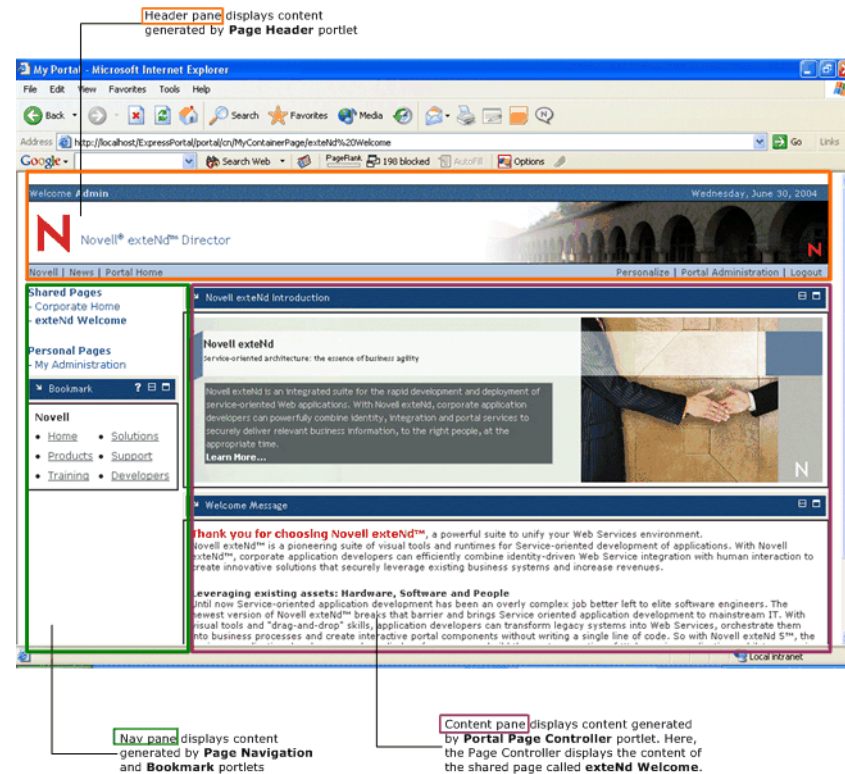 Header pane displays content
generated by Page Header portlet
My Portal - Microsoft Internet Explorer
File Edit View Favorites Tools Help
Back Search Favorites Media
Address http://localhost/ExpressPortal/portal/cn/MyContainerPage/exteNd%20Welcome Go Links
Google Search Web PageRank 198 blocked AutoFill Options
Welcome Admin Wednesday, June 30, 2004
N Novell® exteNd™ Director N
Novell | News | Portal Home Personalize | Portal Administration | Logout
Shared Pages
- Corporate Home
- exteNd Welcome
Personal Pages
- My Administration
Bookmark ?
Novell
• Home • Solutions
• Products • Support
• Training • Developers
Novell exteNd Introduction
Novell exteNd
Service-oriented architecture: the essence of business agility
Novell exteNd is an integrated suite for the rapid development and deployment of
service-oriented Web applications. With Novell exteNd, corporate application
developers can powerfully combine identity, integration and portal services to
securely deliver relevant business information, to the right people, at the
appropriate time.
Learn More...
N
Welcome Message
Thank you for choosing Novell exteNd™, a powerful suite to unify your Web Services environment.
Novell exteNd™ is a pioneering suite of visual tools and runtimes for Service-oriented development of applications. With Novell
exteNd™, corporate application developers can efficiently combine identity-driven Web Service integration with human interaction to
create innovative solutions that securely leverage existing business systems and increase revenues.
Leveraging existing assets: Hardware, Software and People
Until now Service-oriented application development has been an overly complex job better left to elite software engineers. The
newest version of Novell exteNd™ breaks that barrier and brings Service oriented application development to mainstream IT. With
visual tools and "drag-and-drop" skills, application developers can transform legacy systems into Web Services, orchestrate them
into business processes and create interactive portal components without writing a single line of code. So with Novell exteNd 5™, the
Local intranet
Nav pane displays content
generated by Page Navigation
and Bookmark portlets
Content pane displays content generated
by Portal Page Controller portlet. Here,
the Page Controller displays the content of
the shared page called exteNd Welcome.